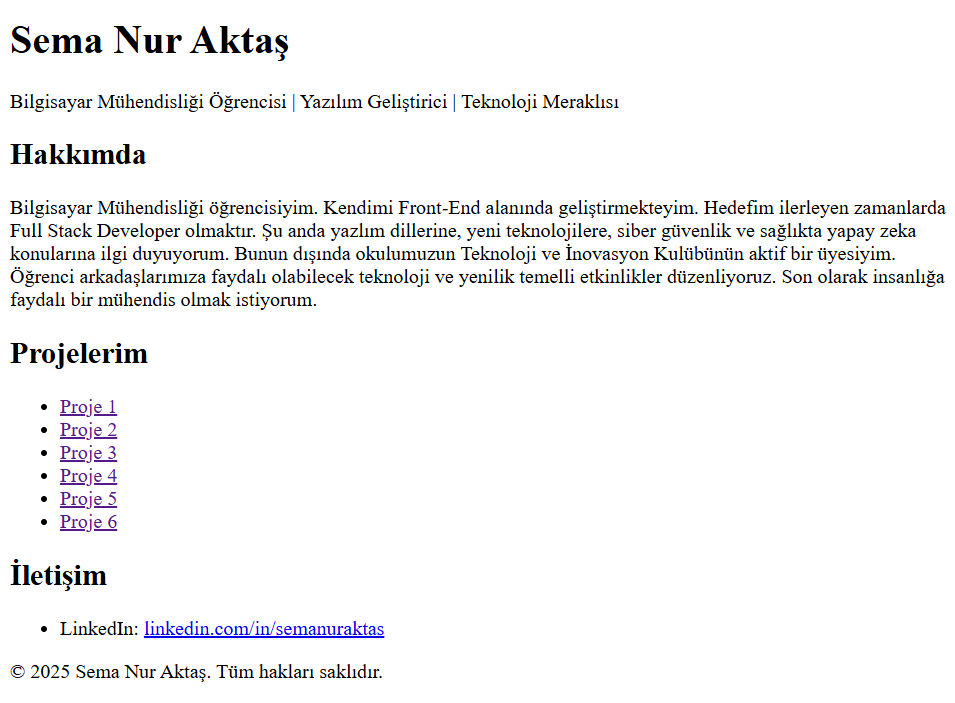 Sema Nur Aktaş
Bilgisayar Mühendisliği Öğrencisi | Yazılım Geliştirici | Teknoloji Meraklısı
Hakkımda
Bilgisayar Mühendisliği öğrencisiyim. Kendimi Front-End alanında geliştirmekteyim. Hedefim ilerleyen zamanlarda
Full Stack Developer olmaktır. Şu anda yazlım dillerine, yeni teknolojilere, siber güvenlik ve sağlıkta yapay zeka
konularına ilgi duyuyorum. Bunun dışında okulumuzun Teknoloji ve İnovasyon Kulübünün aktif bir üyesiyim.
Öğrenci arkadaşlarımıza faydalı olabilecek teknoloji ve yenilik temelli etkinlikler düzenliyoruz. Son olarak insanlığa
faydalı bir mühendis olmak istiyorum.
Projelerim
• Proje 1
• Proje 2
• Proje 3
• Proje 4
• Proje 5
• Proje 6
İletişim
• LinkedIn: linkedin.com/in/semanuraktas
© 2025 Sema Nur Aktaş. Tüm hakları saklıdır.